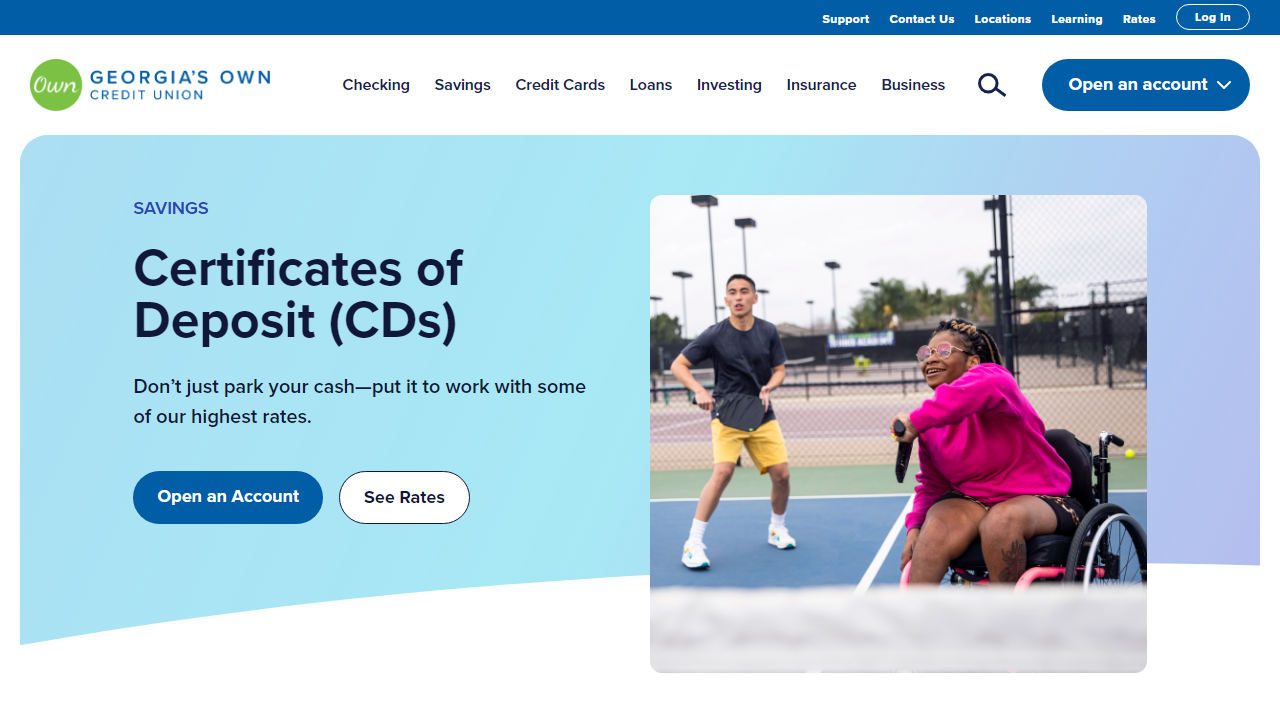 Support Contact Us Locations Learning Rates Log In
Own GEORGIA'S OWN
CREDIT UNION
Checking Savings Credit Cards Loans Investing Insurance Business Open an account
SAVINGS
Certificates of
Deposit (CDs)
Don’t just park your cash—put it to work with some
of our highest rates.
Open an Account See Rates